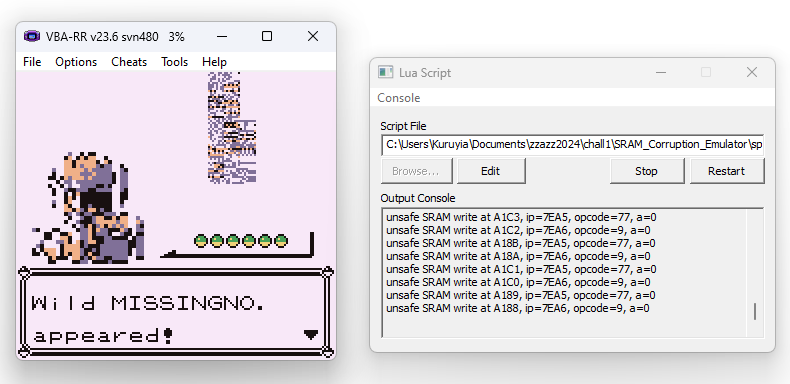 VBA-RR v23.6 svn480 3%
File Options Cheats Tools Help
Wild MISSINGNO.
appeared!
Lua Script
Console
Script File
C:\Users\Kuruyia\Documents\zzazz2024\chall1\SRAM_Corruption_Emulator\sp
Browse... Edit Stop Restart
Output Console
unsafe SRAM write at A1C3, ip=7EA5, opcode=77, a=0
unsafe SRAM write at A1C2, ip=7EA6, opcode=9, a=0
unsafe SRAM write at A18B, ip=7EA5, opcode=77, a=0
unsafe SRAM write at A18A, ip=7EA6, opcode=9, a=0
unsafe SRAM write at A1C1, ip=7EA5, opcode=77, a=0
unsafe SRAM write at A1C0, ip=7EA6, opcode=9, a=0
unsafe SRAM write at A189, ip=7EA5, opcode=77, a=0
unsafe SRAM write at A188, ip=7EA6, opcode=9, a=0